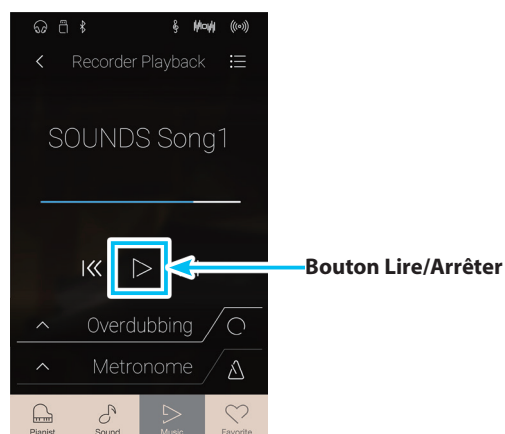 Recorder Playback
SOUNDS Song1
Bouton Lire/Arrêter
Overdubbing
Metronome
Pianist Sound Music Favorite